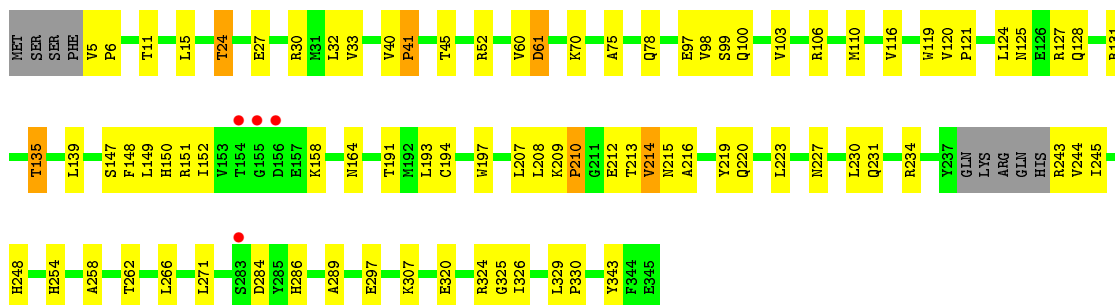 MET SER SER PHE V5 P6 T11 L15 T24 E27 R30 M31 L32 V33 V40 P41 T45 R52 V60 D61 K70 A75 Q78 E97 V98 S99 Q100 V103 R106 M110 V116 W119 V120 P121 L124 N125 E126 R127 Q128 R131
T135 L139 S147 F148 L149 H150 R151 I152 V153 T154 G155 D156 E157 K158 N164 T191 M192 L193 C194 W197 L207 L208 K209 P210 G211 E212 T213 V214 N215 A216 Y219 Q220 L223 N227 L230 Q231 R234 Y237 GLN LYS ARG GLN HIS R243 V244 I245
H248 H254 A258 T262 L266 L271 S283 D284 Y285 H286 A289 E297 K307 E320 R324 G325 I326 L329 P330 Y343 F344 E345